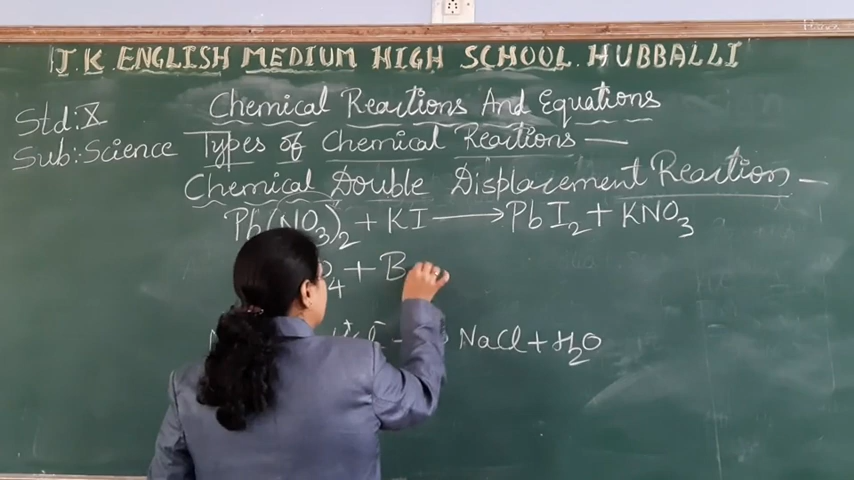 J.K ENGLISH MEDIUM HIGH SCHOOL HUBBALLI
Std:X
Sub:Science
Chemical Reactions And Equations
Types of Chemical Reactions —
Chemical Double Displacement Reaction —
Pb(NO3)2 + KI → PbI2 + KNO3
4 + B
NaCl + H2O